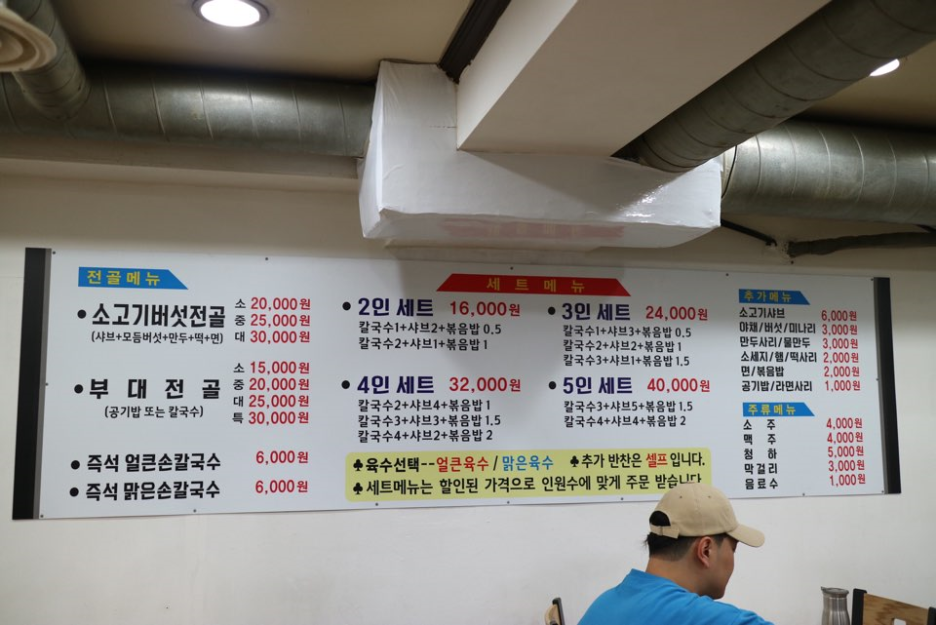 전골메뉴
• 소고기버섯전골 소 20,000원
중 25,000원
(샤브+모듬버섯+만두+떡+면) 대 30,000원
소 15,000원
• 부대전골 중 20,000원
(공기밥 또는 칼국수) 대 25,000원
특 30,000원
• 즉석 얼큰손칼국수 6,000원
• 즉석 맑은손칼국수 6,000원
세트메뉴
• 2인 세트 16,000원
칼국수1+샤브2+볶음밥 0.5
칼국수2+샤브1+볶음밥 1
• 3인 세트 24,000원
칼국수1+샤브3+볶음밥 0.5
칼국수2+샤브2+볶음밥 1
칼국수3+샤브1+볶음밥 1.5
• 4인 세트 32,000원
칼국수2+샤브4+볶음밥 1
칼국수3+샤브3+볶음밥 1.5
칼국수4+샤브2+볶음밥 2
• 5인 세트 40,000원
칼국수3+샤브5+볶음밥 1.5
칼국수4+샤브4+볶음밥 2
♣육수선택--얼큰육수/맑은육수 ♣추가 반찬은 셀프입니다.
♣세트메뉴는 할인된 가격으로 인원수에 맞게 주문 받습니다.
추가메뉴
소고기샤브 6,000원
야채/버섯/미나리 3,000원
만두사리/물만두 3,000원
소세지/햄/떡사리 2,000원
면/볶음밥 2,000원
공기밥/라면사리 1,000원
주류메뉴
소주 4,000원
맥주 4,000원
청하 5,000원
막걸리 3,000원
음료수 1,000원